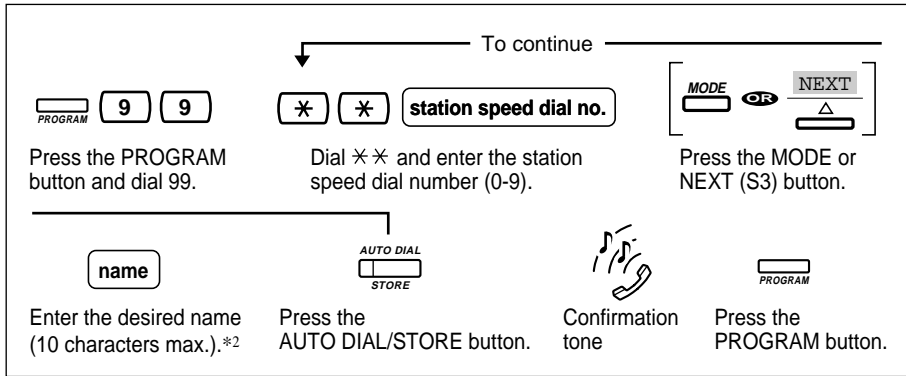 To continue
PROGRAM 9 9
✳ ✳ station speed dial no.
MODE OR NEXT
Press the PROGRAM
button and dial 99.
Dial ✳✳ and enter the station
speed dial number (0-9).
Press the MODE or
NEXT (S3) button.
name
AUTO DIAL
STORE
PROGRAM
Enter the desired name
(10 characters max.).*2
Press the
AUTO DIAL/STORE button.
Confirmation
tone
Press the
PROGRAM button.